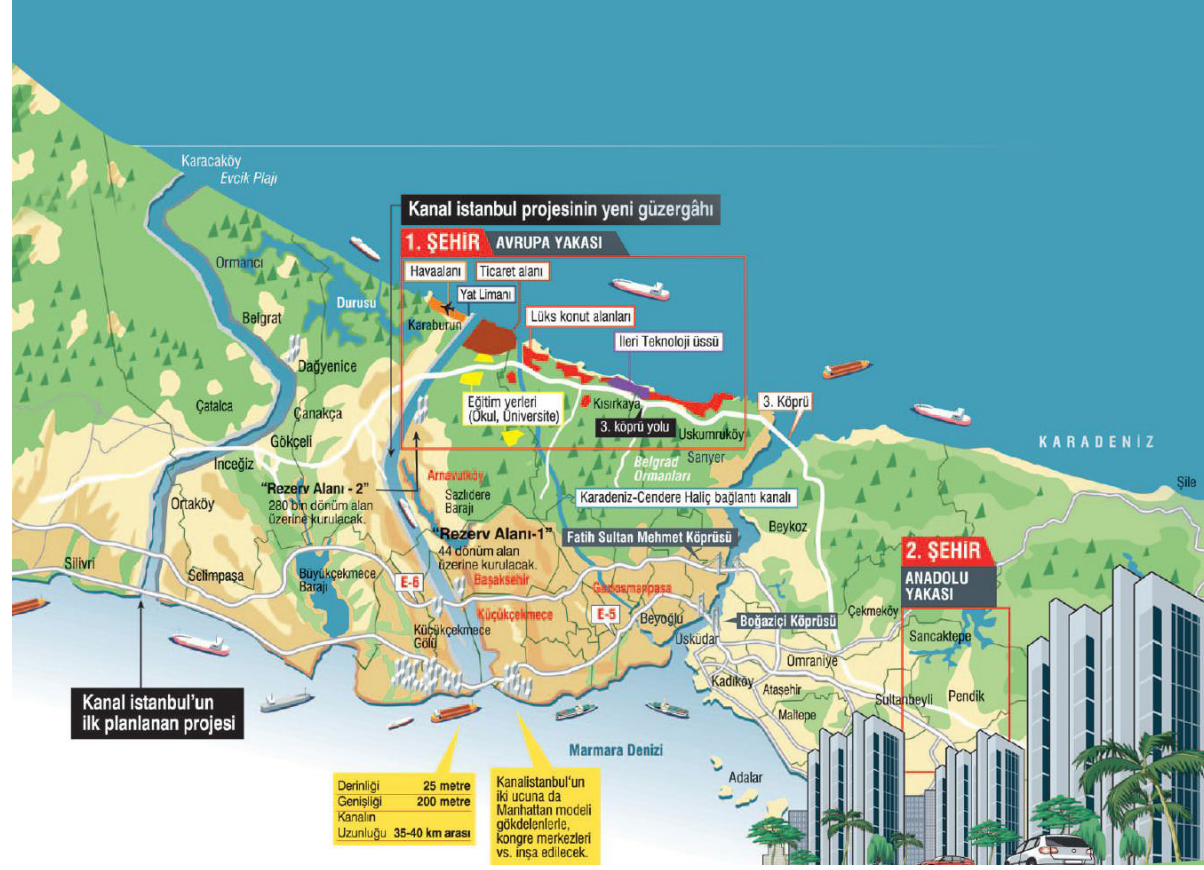 Karacaköy
Evcik Plajı
Kanal istanbul projesinin yeni güzergâhı
1. ŞEHİR AVRUPA YAKASI
Havaalanı
Ticaret alanı
Yat Limanı
Ormancı
Durusu
Karaburun
Lüks konut alanları
İleri Teknoloji üssü
Belgrat
Dağyenice
Çatalca
Çanakça
Gökçeli
İnceğiz
Eğitim yerleri
(Okul, Üniversite)
Kısırkaya
3. köprü yolu
3. Köprü
Uskumruköy
Sarıyer
KARADENİZ
Belgrad
Ormanları
Şile
Arnavutköy
Sazlıdere
Barajı
"Rezerv Alanı - 2"
280 bin dönüm alan
üzerine kurulacak.
Karadeniz-Cendere Haliç bağlantı kanalı
Ortaköy
Beykoz
"Rezerv Alanı-1"
44 dönüm alan
üzerine kurulacak.
Fatih Sultan Mehmet Köprüsü
2. ŞEHİR
ANADOLU
YAKASI
Silivri
Selimpaşa
Büyükçekmece
Barajı
E-6
Başakşehir
Gaziosmanpaşa
Küçükçekmece
E-5
Beyoğlu
Boğaziçi Köprüsü
Çekmeköy
Küçükçekmece
Gölü
Üsküdar
Sancaktepe
Ümraniye
Kadıköy
Ataşehir
Maltepe
Sultanbeyli
Pendik
Kanal istanbul'un
ilk planlanan projesi
Marmara Denizi
Adalar
Derinliği 25 metre
Genişliği 200 metre
Kanalın
Uzunluğu 35-40 km arası
Kanalistanbul'un
iki ucuna da
Manhattan modeli
gökdelenlerle,
kongre merkezleri
vs. inşa edilecek.